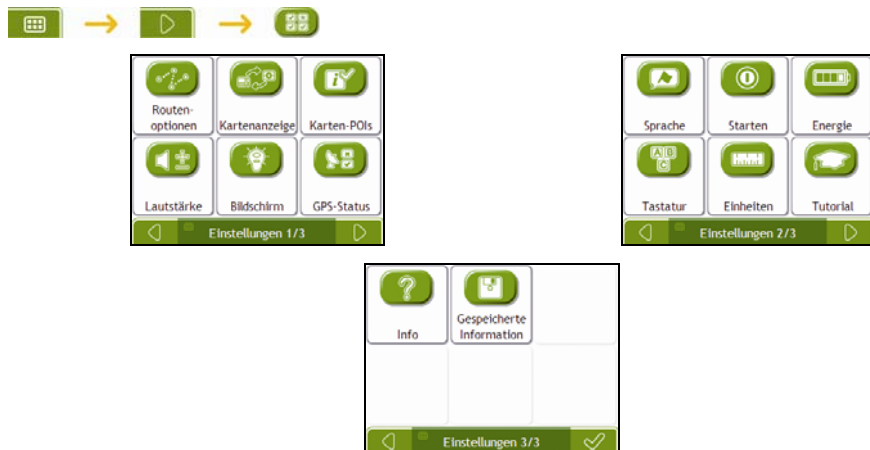 Routen-
optionen
Kartenanzeige
Karten-POIs
Lautstärke
Bildschirm
GPS-Status
Einstellungen 1/3
Sprache
Starten
Energie
A B
C
Tastatur
Einheiten
Tutorial
Einstellungen 2/3
Info
Gespeicherte
Information
Einstellungen 3/3